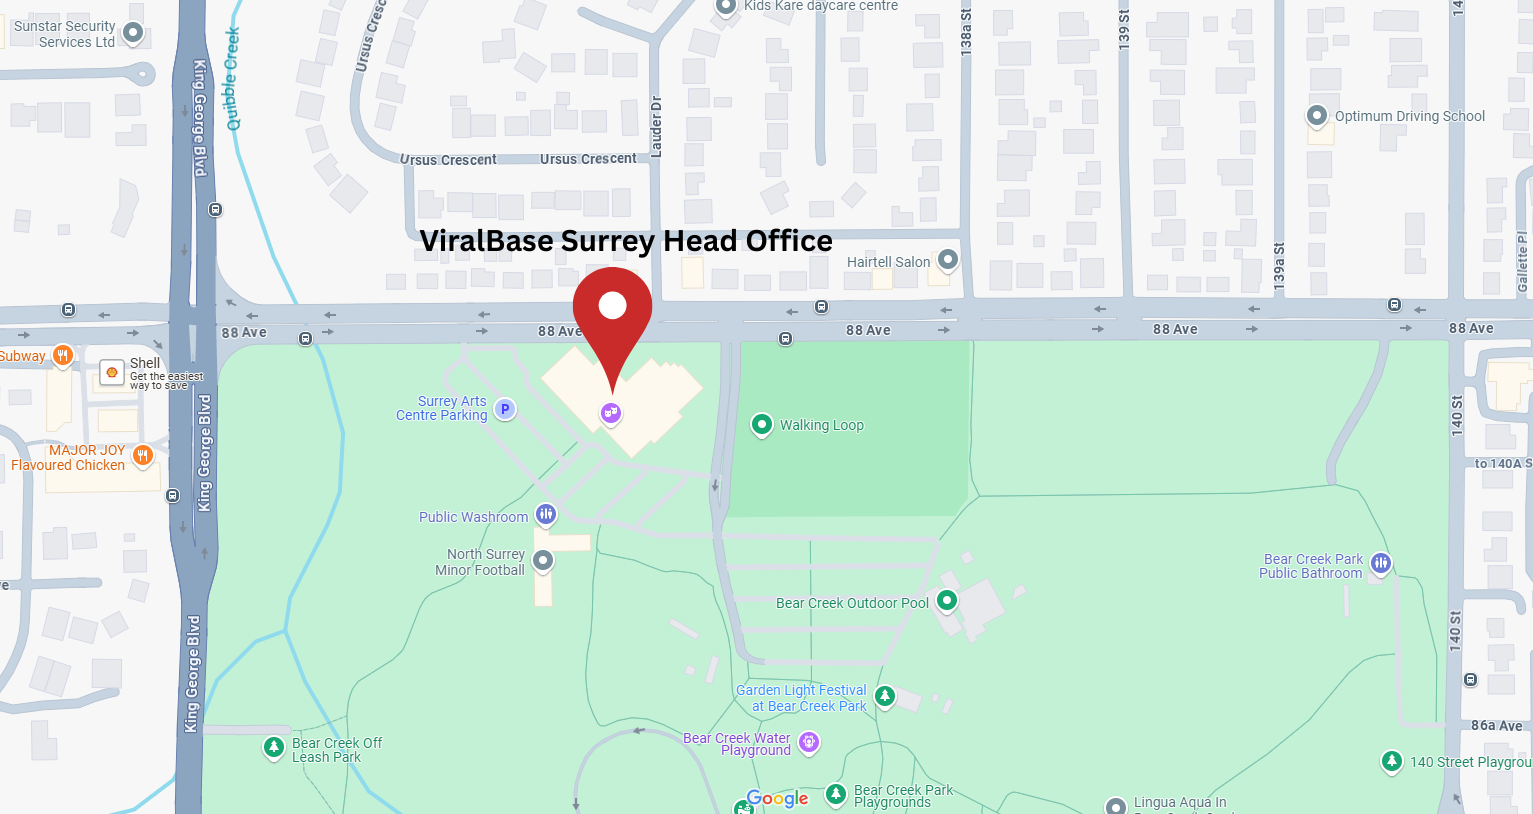 Kids Kare daycare centre
Sunstar Security
Services Ltd
Quibble Creek
Ursus Cresc
138a St
139 St
14
King George Blvd
Lauder Dr
Optimum Driving School
Ursus Crescent
Ursus Crescent
ViralBase Surrey Head Office
Hairtell Salon
139a St
Gallette Pl
88 Ave
88 Ave
88 Ave
88 Ave
88 Ave
Subway
Shell
Get the easiest
way to save
Surrey Arts
Centre Parking
P
Walking Loop
140 St
King George Blvd
MAJOR JOY
Flavoured Chicken
to 140A S
Public Washroom
North Surrey
Minor Football
Bear Creek Park
Public Bathroom
ve
Bear Creek Outdoor Pool
140 St
King George Blvd
Garden Light Festival
at Bear Creek Park
86a Ave
Bear Creek Water
Playground
Bear Creek Off
Leash Park
140 Street Playgrou
Google
Bear Creek Park
Playgrounds
Lingua Aqua In